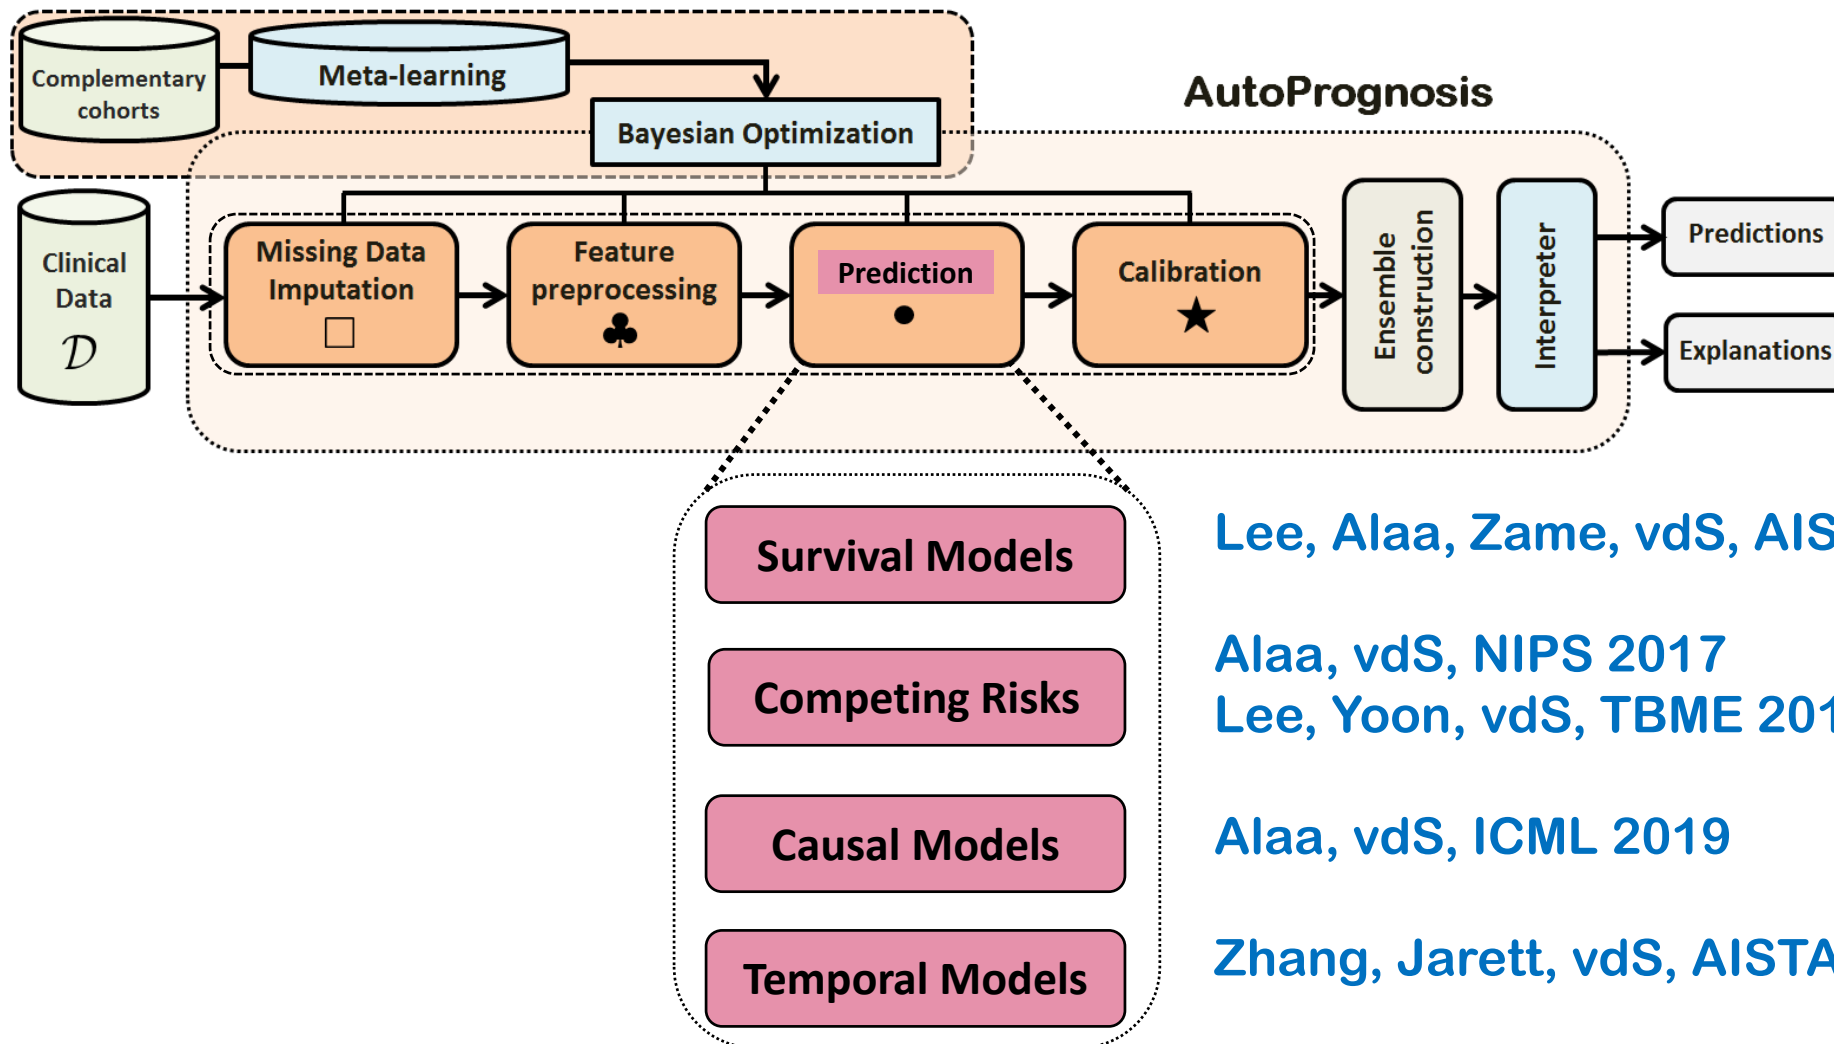 Complementary
cohorts
Meta-learning
AutoPrognosis
Bayesian Optimization
Clinical
Data
𝒟
Missing Data
Imputation
□
Feature
preprocessing
♣
Prediction
●
Calibration
★
Ensemble
construction
Interpreter
Predictions
Explanations
Survival Models
Lee, Alaa, Zame, vdS, AIS
Competing Risks
Alaa, vdS, NIPS 2017
Lee, Yoon, vdS, TBME 201
Causal Models
Alaa, vdS, ICML 2019
Temporal Models
Zhang, Jarett, vdS, AISTA